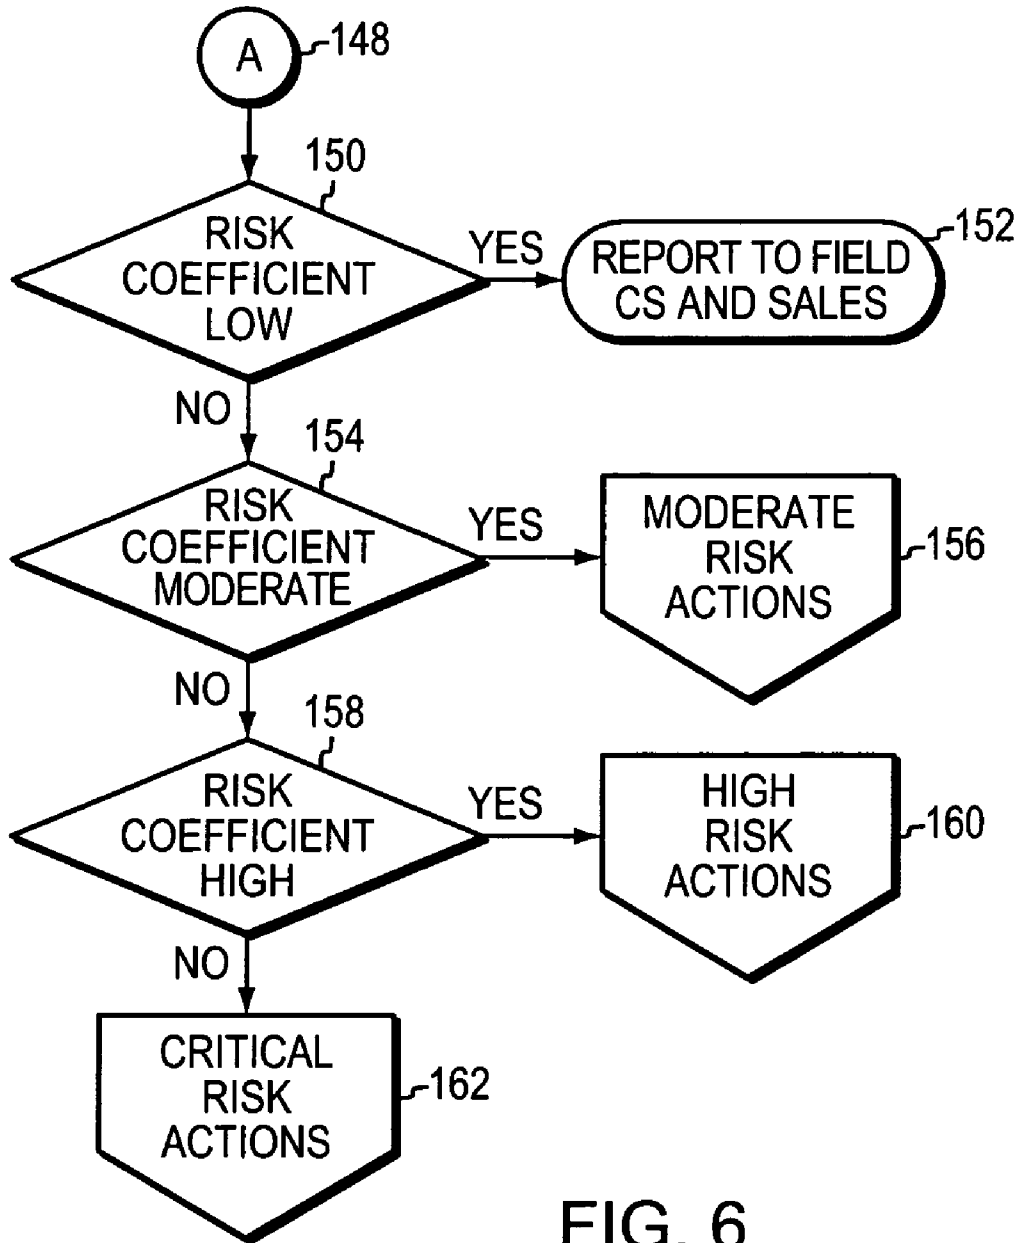 A
148
150
RISK
COEFFICIENT
LOW
YES
REPORT TO FIELD
CS AND SALES
152
NO
154
RISK
COEFFICIENT
MODERATE
YES
MODERATE
RISK
ACTIONS
156
NO
158
RISK
COEFFICIENT
HIGH
YES
HIGH
RISK
ACTIONS
160
NO
CRITICAL
RISK
ACTIONS
162
FIG. 6